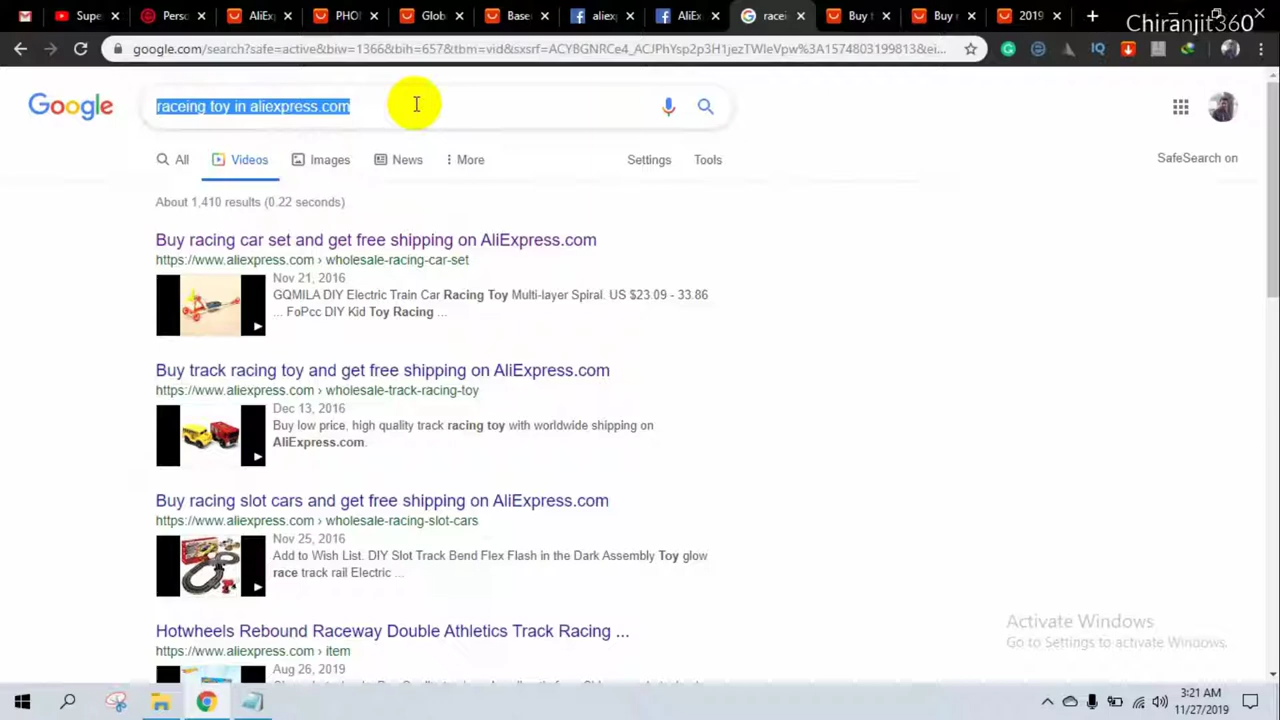 Supe
Perso
AliEx
PHO
Glob
Base
aliex
AliEx
racei
Buy t
Buy r
2019
Chiranjit360
google.com/search?safe=active&biw=1366&bih=657&tbm=vid&sxsrf=ACYBGNRCe4_ACJPhYsp2p3H1jezTWleVpw%3A1574803199813&ei...
Google
raceing toy in aliexpress.com
All
Videos
Images
News
More
Settings
Tools
SafeSearch on
About 1,410 results (0.22 seconds)
Buy racing car set and get free shipping on AliExpress.com
https://www.aliexpress.com › wholesale-racing-car-set
Nov 21, 2016
GQMILA DIY Electric Train Car Racing Toy Multi-layer Spiral. US $23.09 - 33.86
... FoPcc DIY Kid Toy Racing ...
Buy track racing toy and get free shipping on AliExpress.com
https://www.aliexpress.com › wholesale-track-racing-toy
Dec 13, 2016
Buy low price, high quality track racing toy with worldwide shipping on
AliExpress.com.
Buy racing slot cars and get free shipping on AliExpress.com
https://www.aliexpress.com › wholesale-racing-slot-cars
Nov 25, 2016
Add to Wish List. DIY Slot Track Bend Flex Flash in the Dark Assembly Toy glow
race track rail Electric ...
Hotwheels Rebound Raceway Double Athletics Track Racing ...
https://www.aliexpress.com › item
Aug 26, 2019
Activate Windows
Go to Settings to activate Windows.
3:21 AM
11/27/2019